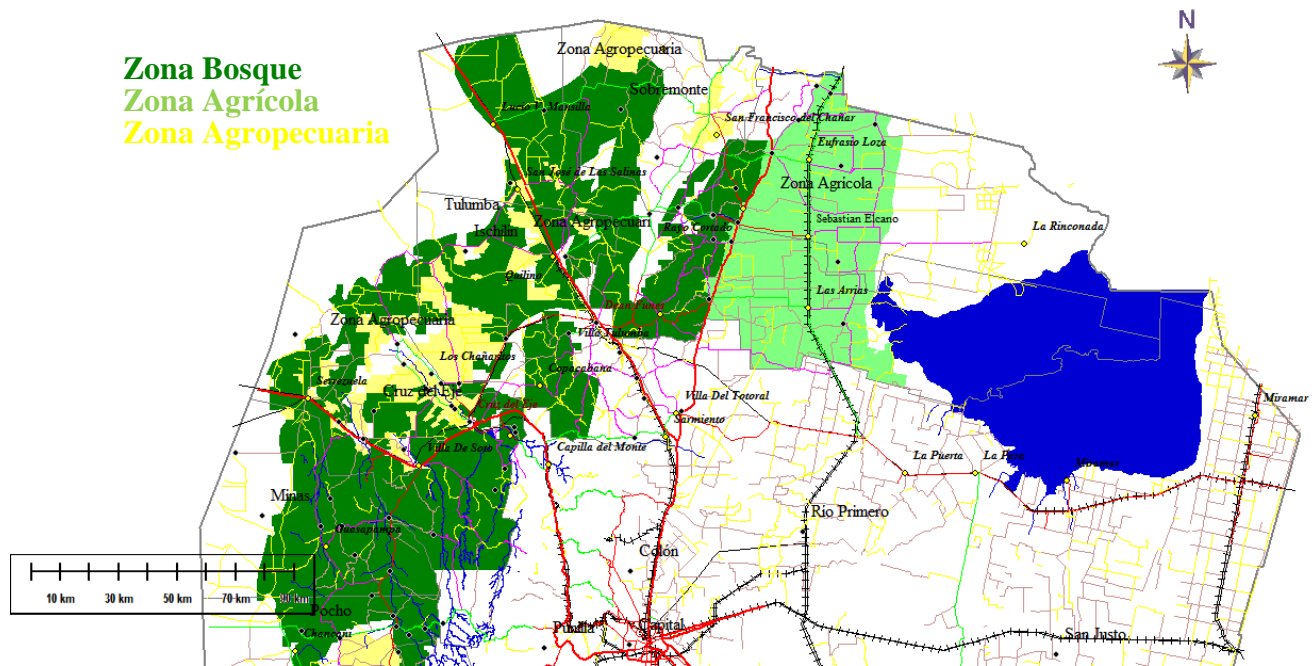 N
Zona Bosque
Zona Agrícola
Zona Agropecuaria
Zona Agropecuaria
Sobremonte
Lucio V. Mansilla
San Francisco del Chañar
Eufrasio Loza
San José de Las Salinas
Zona Agrícola
Tulumba
Zona Agropecuari
Sebastian Elcano
Ischilín
Rayo Cortado
La Rinconada
Quilino
Las Arrias
Dean Funes
Zona Agropecuaria
Villa Tulumba
Los Chañaritos
Copacabana
Serrezuela
Cruz del Eje
Cruz del Eje
Villa Del Totoral
Miramar
Sarmiento
Villa De Soto
Capilla del Monte
La Puerta
La Para
Miramar
Minas
Guasapampa
Río Primero
Colón
10 km 30 km 50 km 70 km 90 km
Pocho
Chancani
Punilla
Capital
San Justo